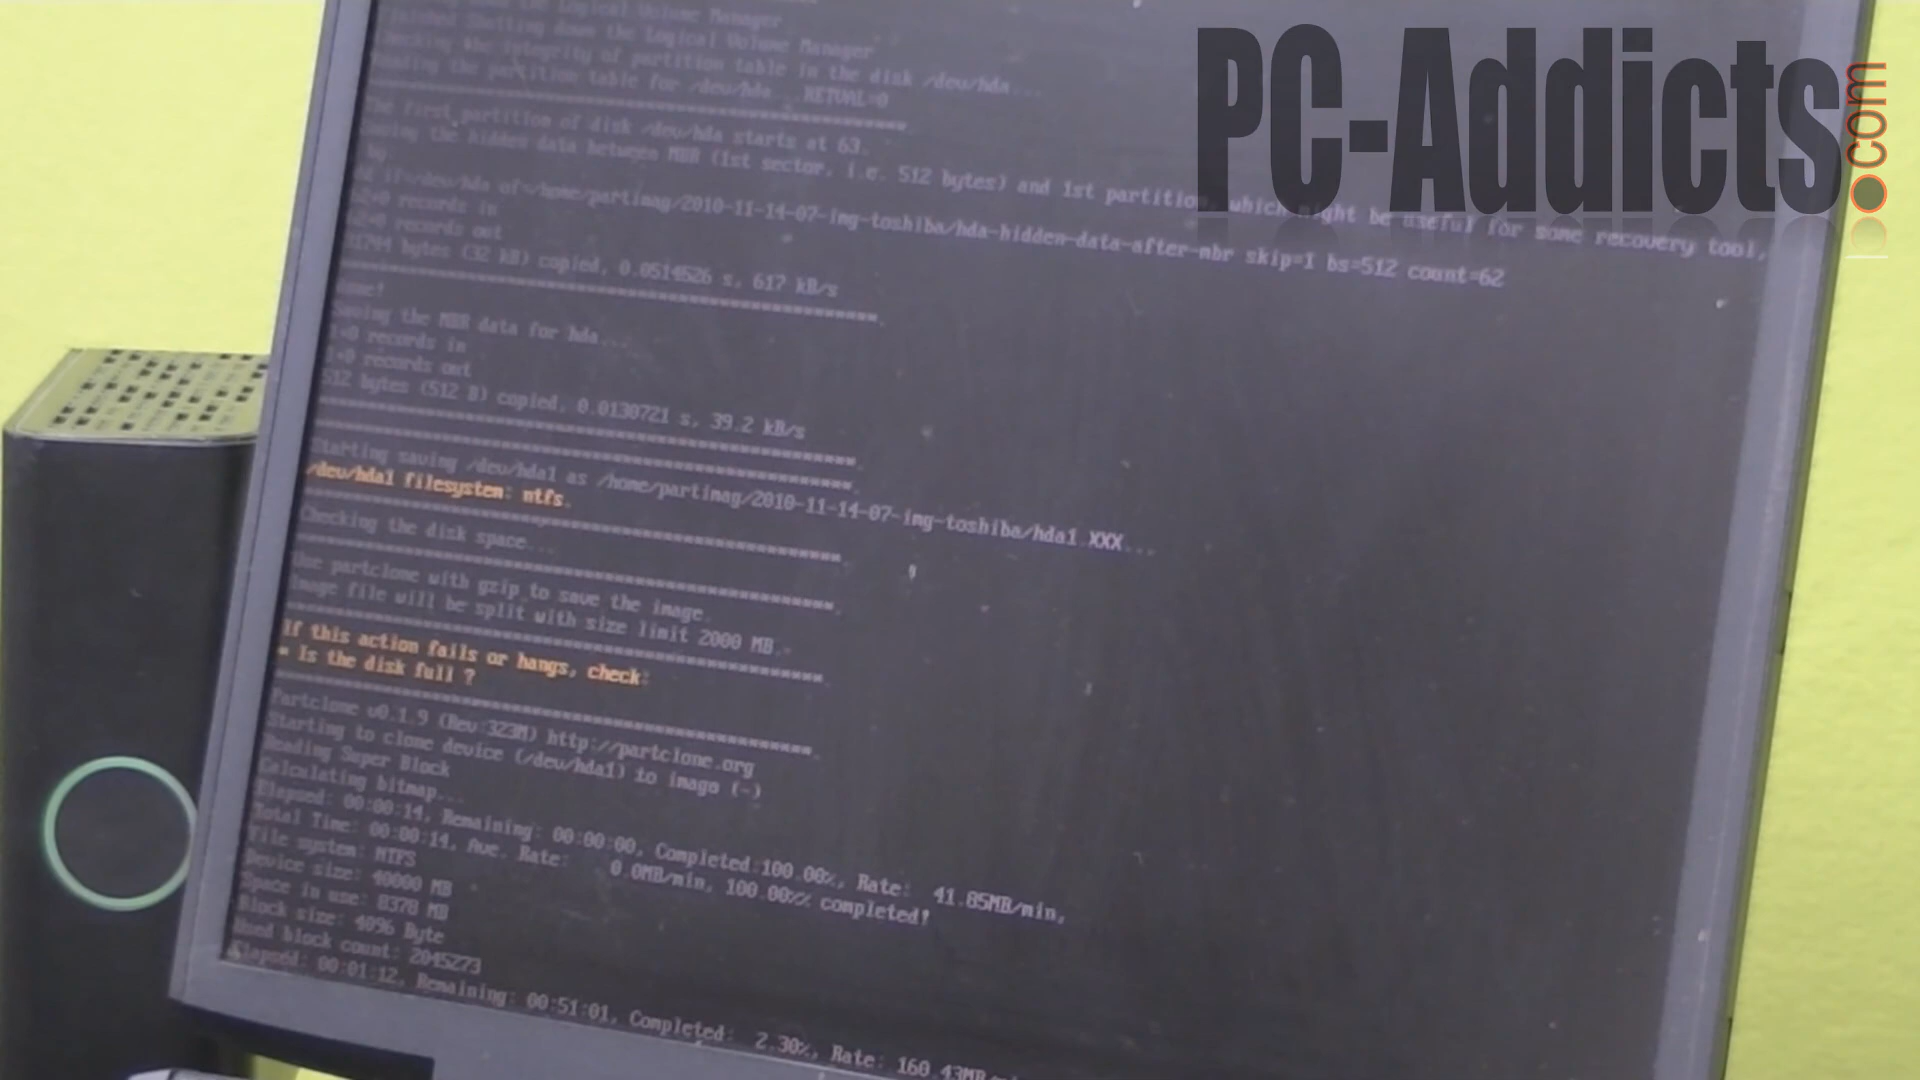 the Logical Volume Manager
Finished Shutting down the Logical Volume Manager
Checking the integrity of partition table in the disk /dev/hda...
Reading the partition table for /dev/hda... RETVAL=0
The first partition of disk /dev/hda starts at 63.
Saving the hidden data between MBR (1st sector, i.e. 512 bytes) and 1st partition, which might be useful for some recovery tool,
by
if=/dev/hda of=/home/partimag/2010-11-14-07-img-toshiba/hda-hidden-data-after-mbr skip=1 bs=512 count=62
62+0 records in
62+0 records out
31744 bytes (32 kB) copied, 0.0514526 s, 617 kB/s
done!
Saving the MBR data for hda...
1+0 records in
1+0 records out
512 bytes (512 B) copied, 0.0130721 s, 39.2 kB/s
Starting saving /dev/hda1 as /home/partimag/2010-11-14-07-img-toshiba/hda1.XXX...
/dev/hda1 filesystem: ntfs.
Checking the disk space...
Use partclone with gzip to save the image.
Image file will be split with size limit 2000 MB.
If this action fails or hangs, check:
* Is the disk full ?
Partclone v0.1.9 (Rev:323M) http://partclone.org
Starting to clone device (/dev/hda1) to image (-)
Reading Super Block
Calculating bitmap...
Elapsed: 00:00:14, Remaining: 00:00:00, Completed:100.00%, Rate: 41.85MB/min,
Total Time: 00:00:14, Ave. Rate: 0.0MB/min, 100.00%% completed!
File system: NTFS
Device size: 40000 MB
Space in use: 8378 MB
Block size: 4096 Byte
Used block count: 2045273
Elapsed: 00:01:12, Remaining: 00:51:01, Completed: 2.30%, Rate: 160.43MB/
PC-Addicts.com